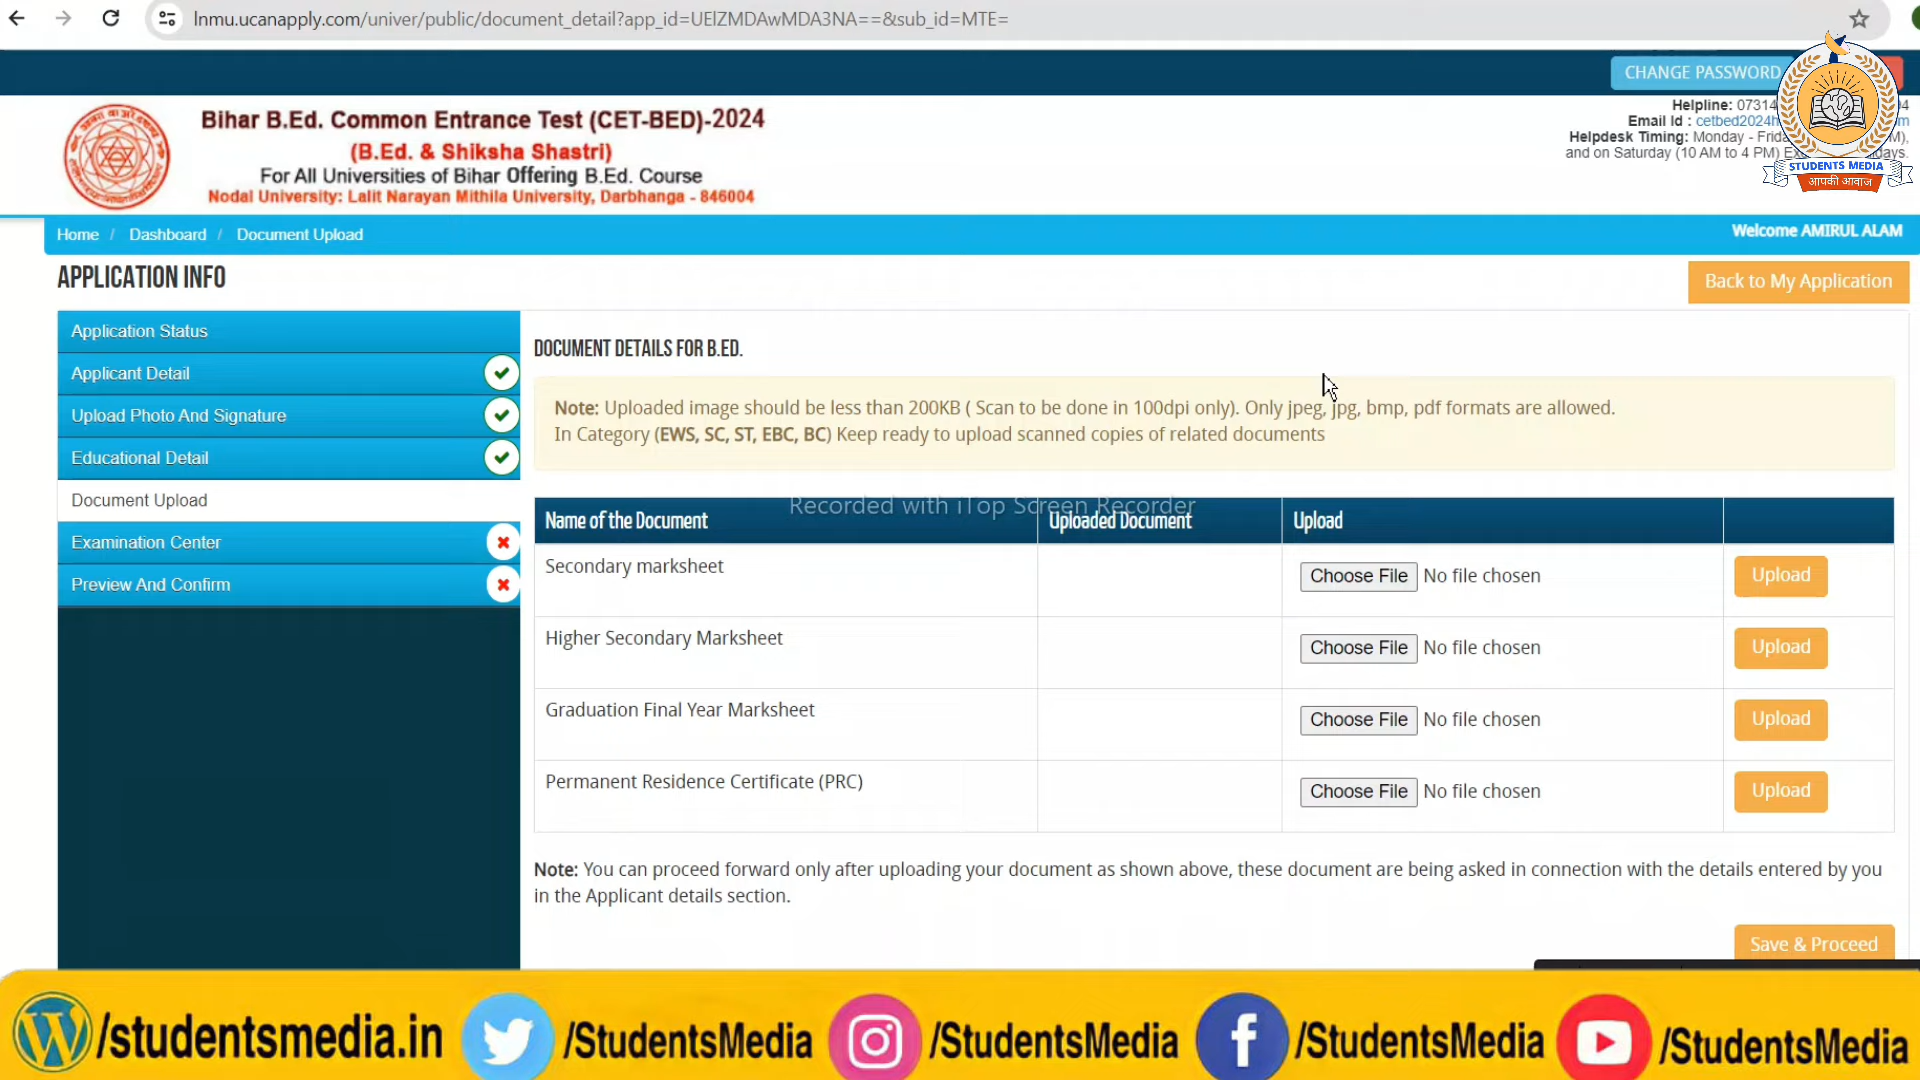 lnmu.ucanapply.com/univer/public/document_detail?app_id=UElZMDAwMDA3NA==&sub_id=MTE=
CHANGE PASSWORD
Bihar B.Ed. Common Entrance Test (CET-BED)-2024
(B.Ed. & Shiksha Shastri)
For All Universities of Bihar Offering B.Ed. Course
Nodal University: Lalit Narayan Mithila University, Darbhanga - 846004
Helpline:
Email Id :
Helpdesk Timing: Monday -
and on Saturday (10 AM to 4 PM)
STUDENTS MEDIA
आपकी आवाज
Home / Dashboard / Document Upload
Welcome AMIRUL ALAM
APPLICATION INFO
Back to My Application
Application Status
Applicant Detail
Upload Photo And Signature
Educational Detail
Document Upload
Examination Center
Preview And Confirm
DOCUMENT DETAILS FOR B.ED.
Note: Uploaded image should be less than 200KB ( Scan to be done in 100dpi only). Only jpeg, jpg, bmp, pdf formats are allowed.
In Category (EWS, SC, ST, EBC, BC) Keep ready to upload scanned copies of related documents
Recorded with iTop Screen Recorder
Name of the Document Uploaded Document Upload
Secondary marksheet Choose File No file chosen Upload
Higher Secondary Marksheet Choose File No file chosen Upload
Graduation Final Year Marksheet Choose File No file chosen Upload
Permanent Residence Certificate (PRC) Choose File No file chosen Upload
Note: You can proceed forward only after uploading your document as shown above, these document are being asked in connection with the details entered by you
in the Applicant details section.
Save & Proceed
/studentsmedia.in /StudentsMedia /StudentsMedia /StudentsMedia /StudentsMedia